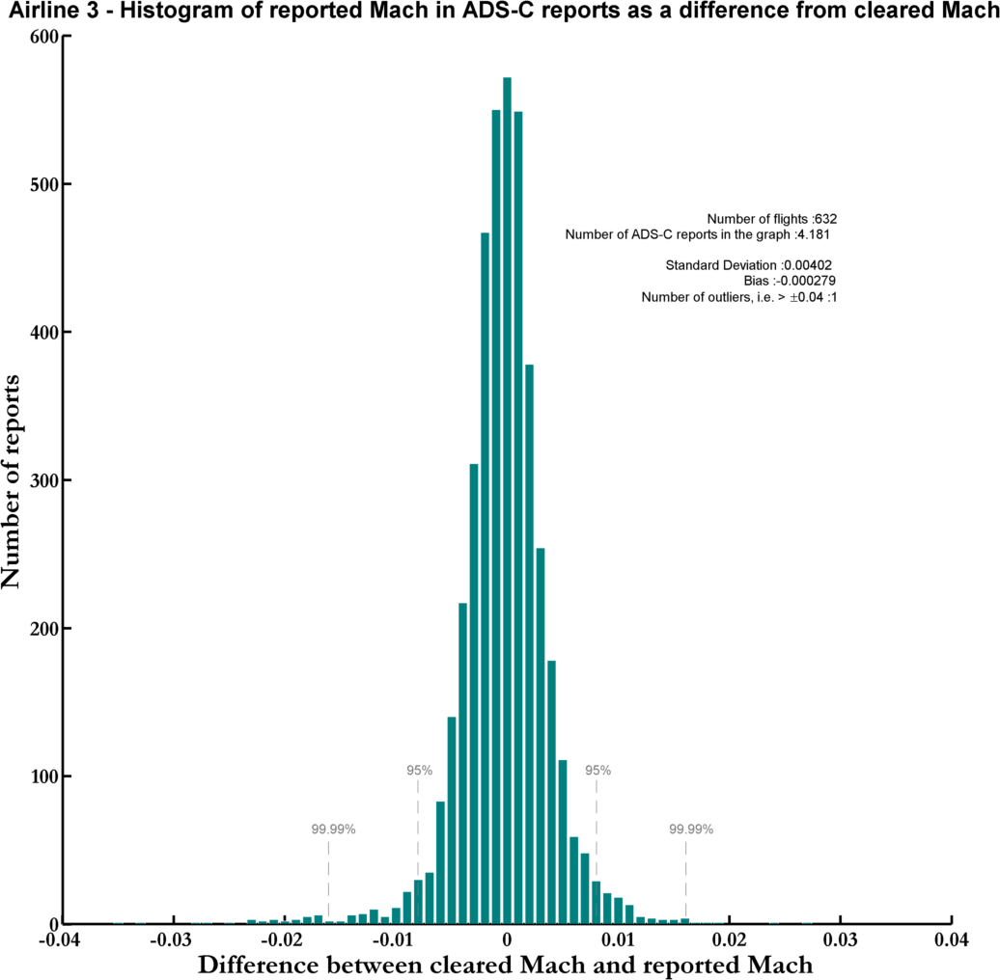 Airline 3 - Histogram of reported Mach in ADS-C reports as a difference from cleared Mach
600
500
400
300
200
100
0
Number of reports
Number of flights :632
Number of ADS-C reports in the graph :4.181
Standard Deviation :0.00402
Bias :-0.000279
Number of outliers, i.e. > ±0.04 :1
95%
95%
99.99%
99.99%
-0.04
-0.03
-0.02
-0.01
0
0.01
0.02
0.03
0.04
Difference between cleared Mach and reported Mach